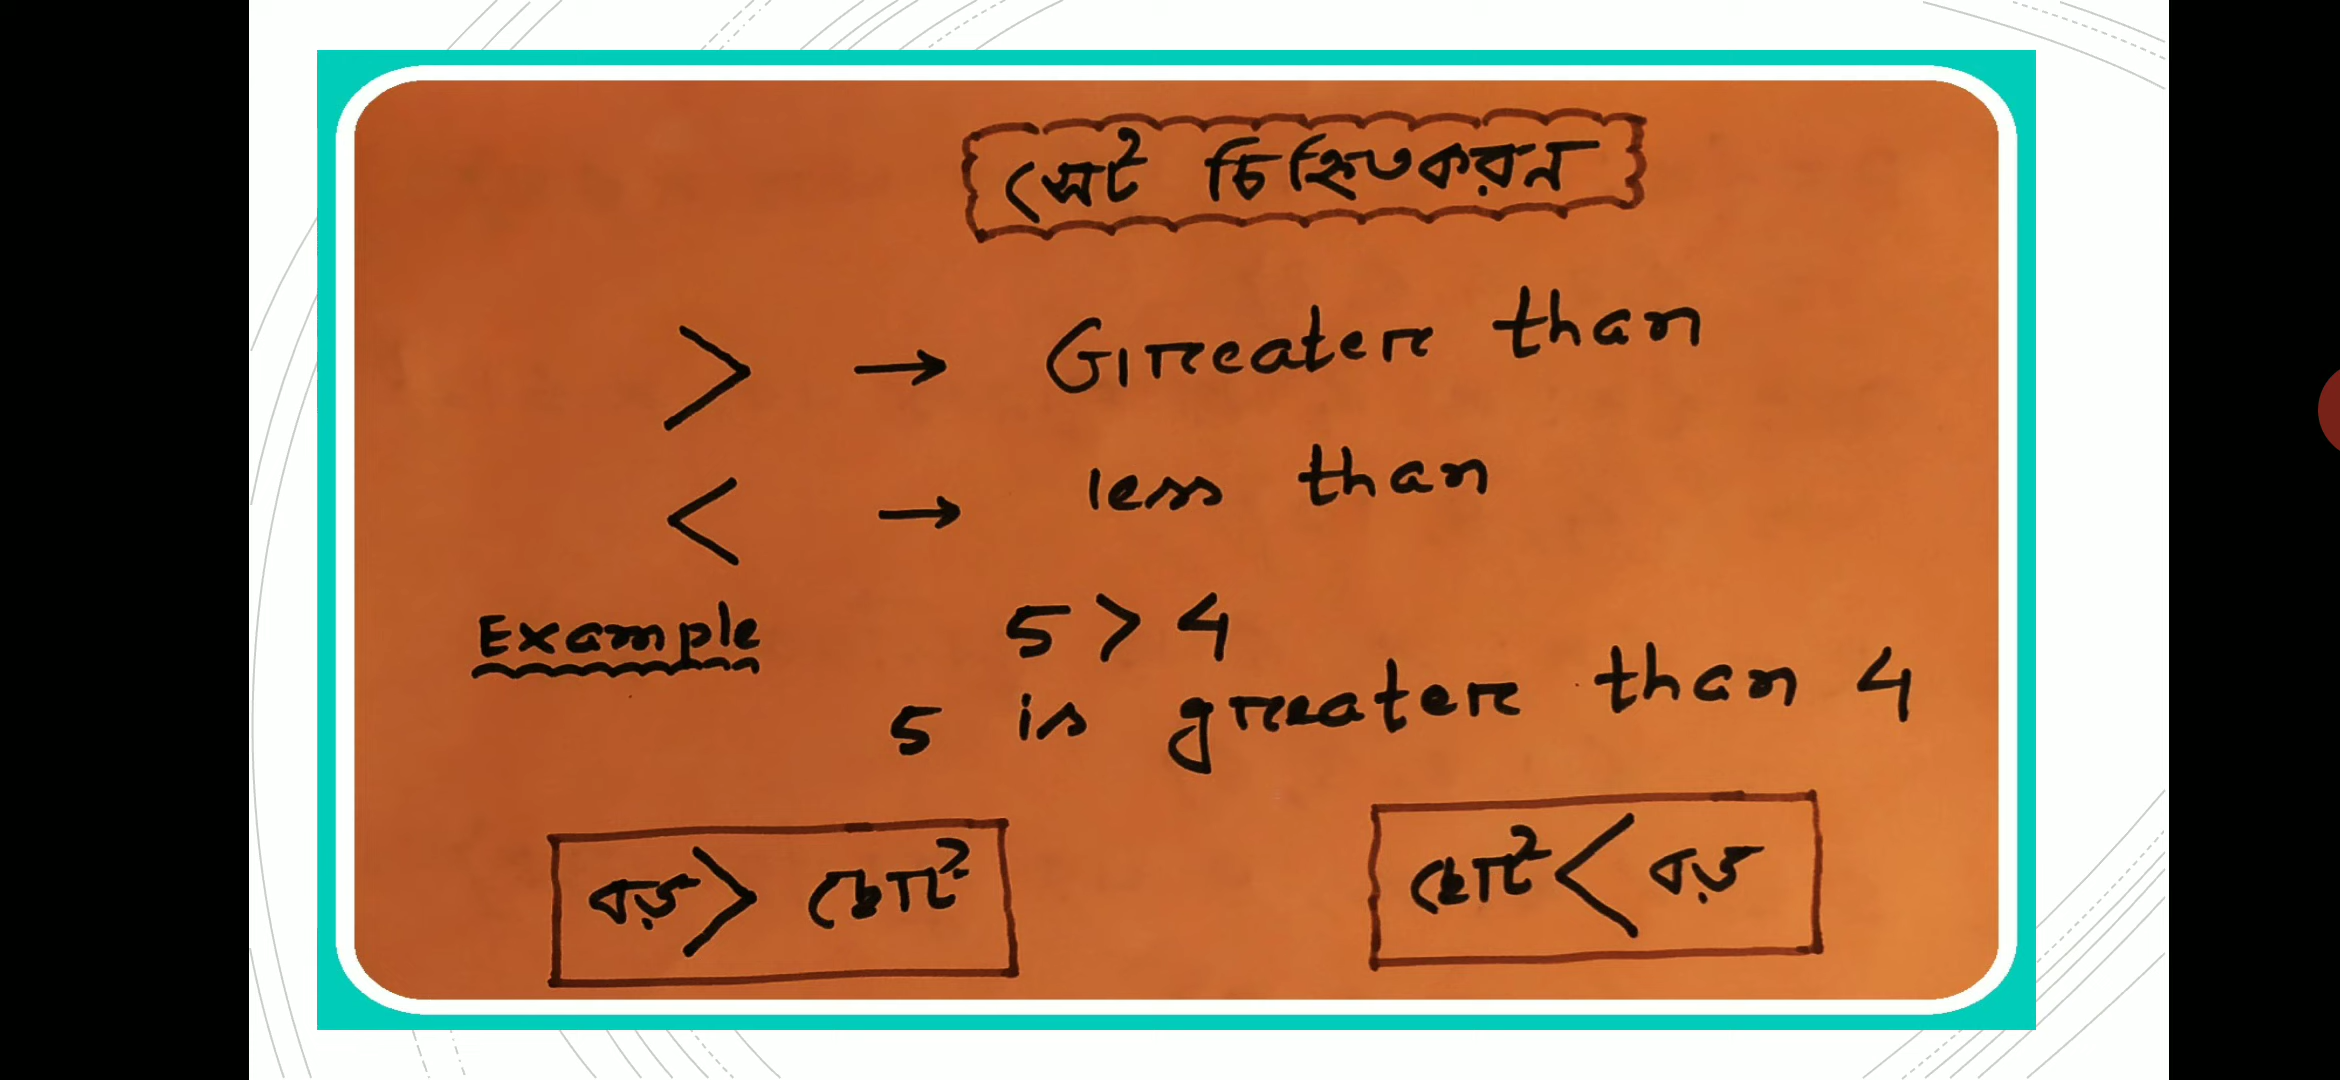 সেট চিহ্নিতকরন
> → Greater than
< → less than
Example 5 > 4
5 is greater than 4
বড় > ছোট ছোট < বড়